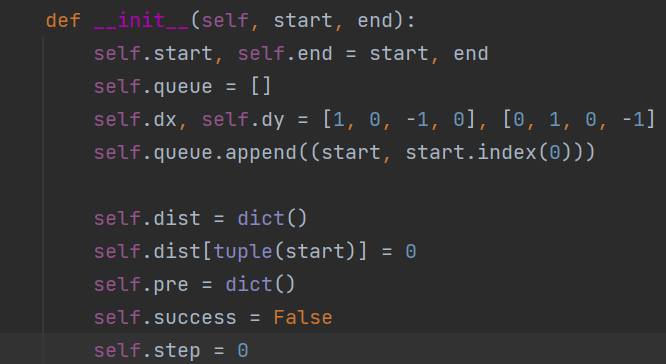 def __init__(self, start, end):
    self.start, self.end = start, end
    self.queue = []
    self.dx, self.dy = [1, 0, -1, 0], [0, 1, 0, -1]
    self.queue.append((start, start.index(0)))

    self.dist = dict()
    self.dist[tuple(start)] = 0
    self.pre = dict()
    self.success = False
    self.step = 0